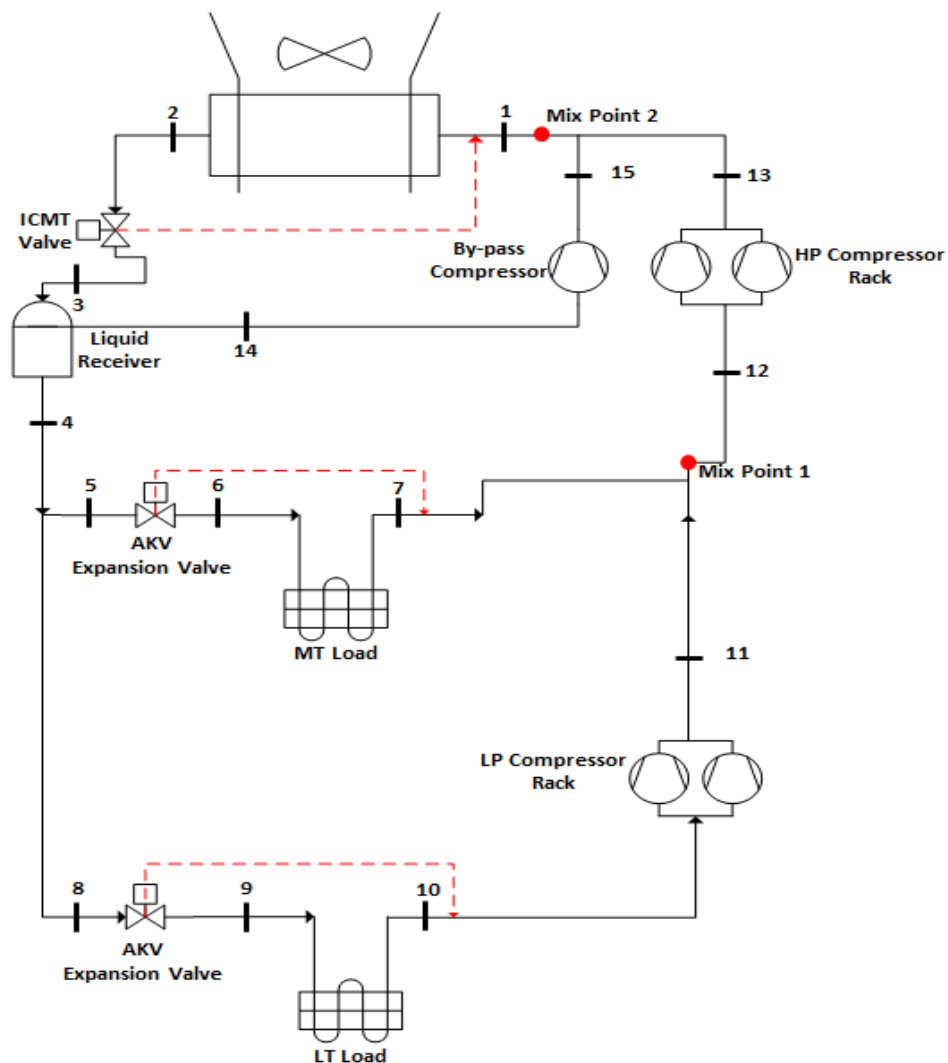 2
1
Mix Point 2
15
13
ICMT
Valve
By-pass
Compressor
HP Compressor
Rack
3
Liquid
Receiver
14
12
4
Mix Point 1
5
6
7
AKV
Expansion Valve
MT Load
11
LP Compressor
Rack
8
9
10
AKV
Expansion Valve
LT Load